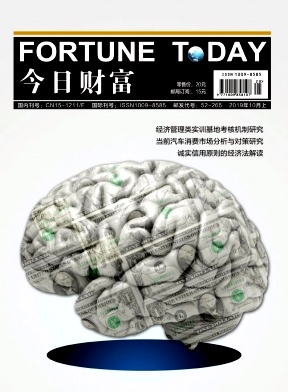 FORTUNE TODAY
今日财富
零售价：20元
邮局订阅：15元
ISSN 1009-8585
国内刊号：CN15-1211/F 国际刊号：ISSN1009-8585 邮发代号：52-265 2019年10月上
经济管理类实训基地考核机制研究
当前汽车消费市场分析与对策研究
诚实信用原则的经济法解读